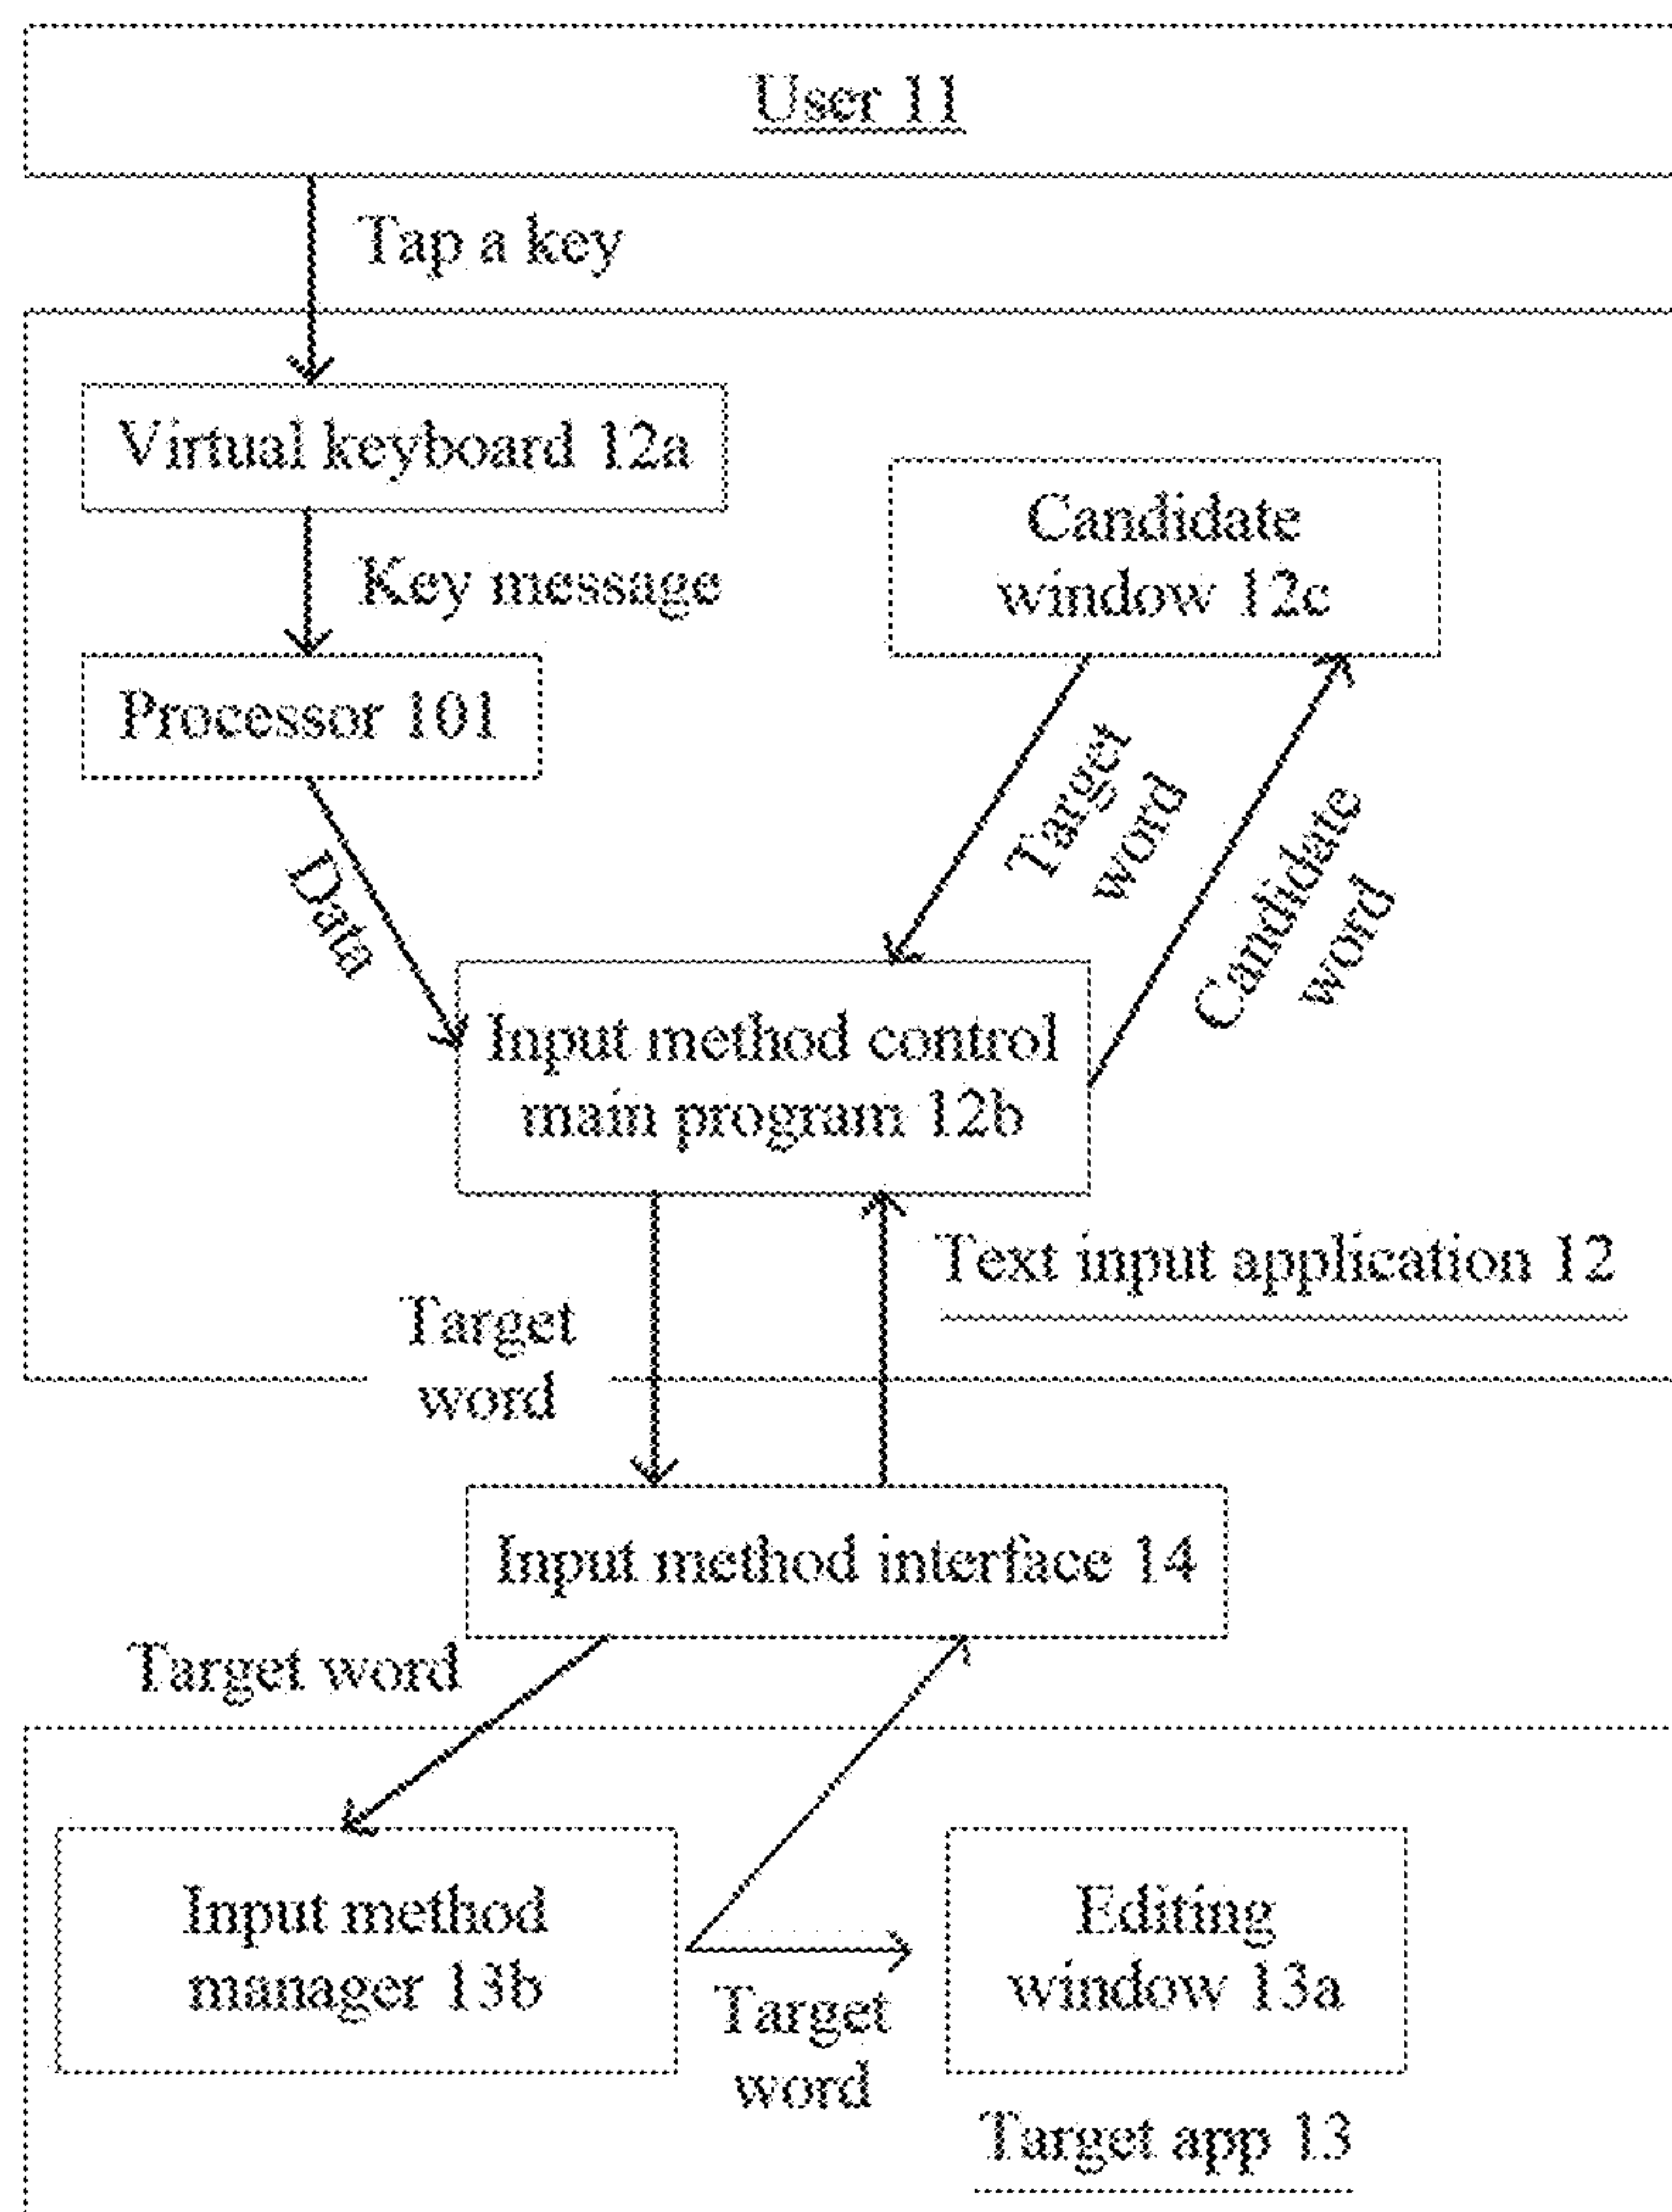 User 11
Tap a key
Virtual keyboard 12a
Key message
Candidate
window 12c
Processor 101
Data
Target
word
Candidate
word
Input method control
main program 12b
Text input application 12
Target
word
Input method interface 14
Target word
Input method
manager 13b
Target
word
Editing
window 13a
Target app 13